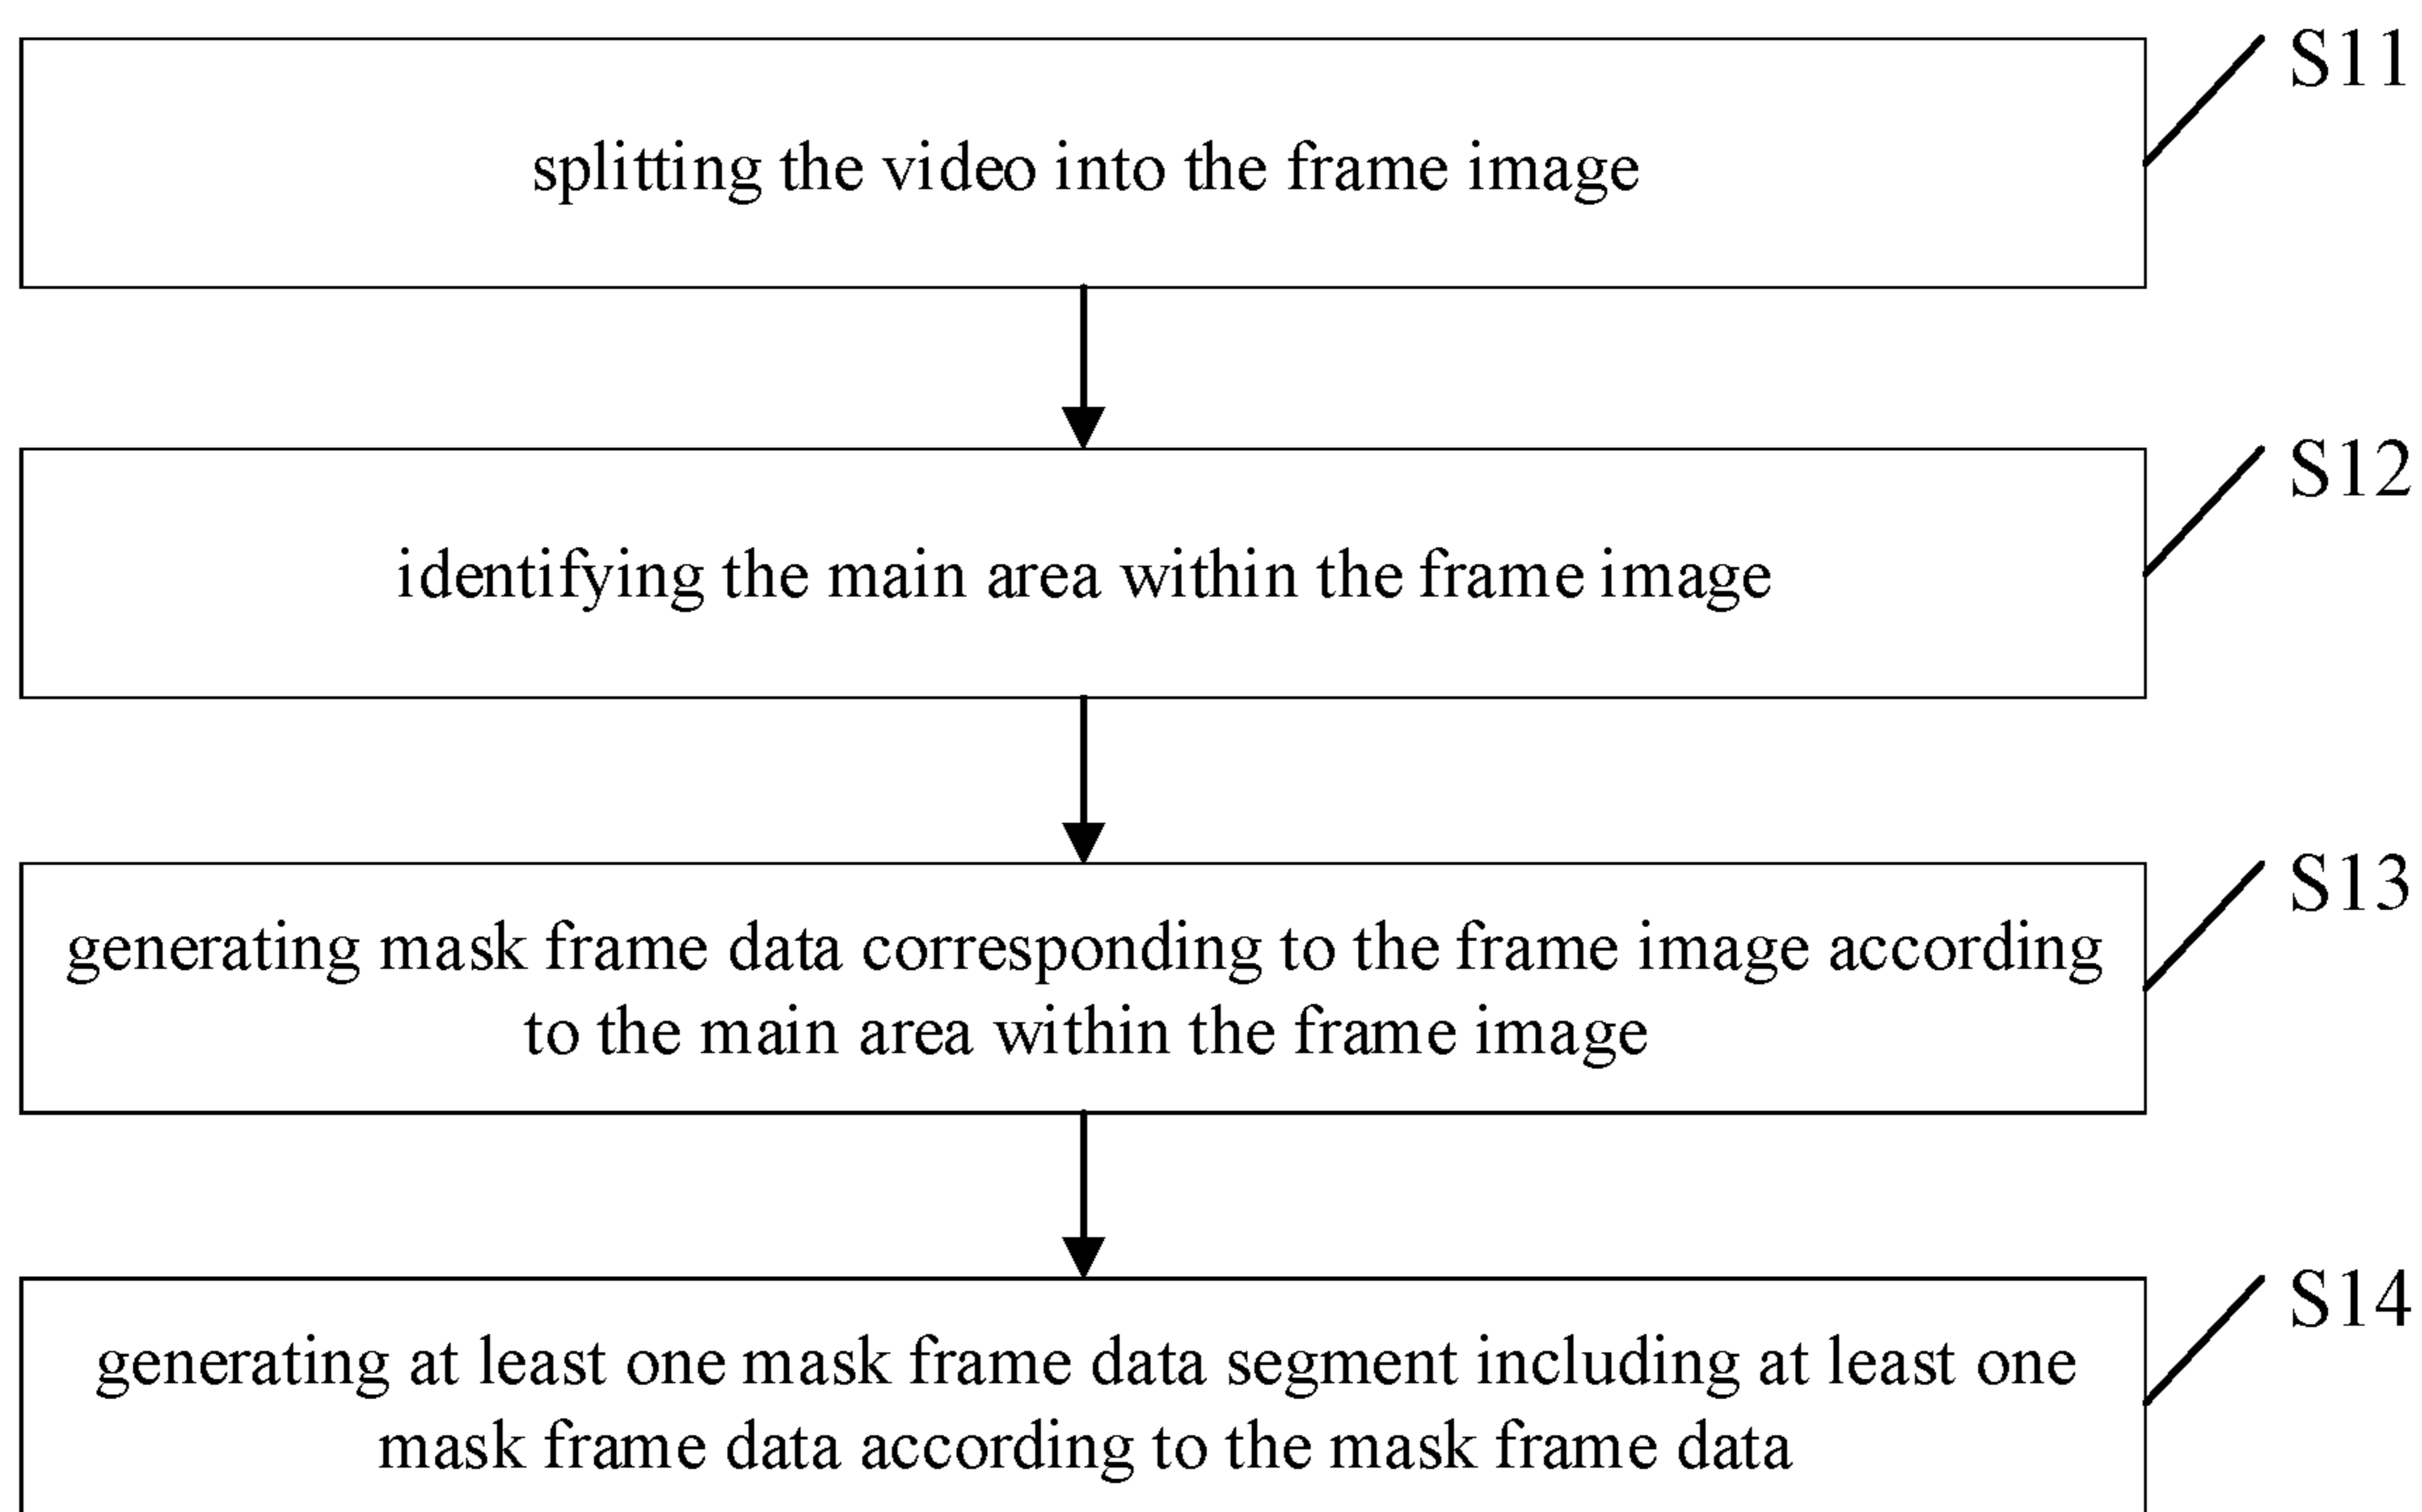 S11
splitting the video into the frame image
S12
identifying the main area within the frame image
S13
generating mask frame data corresponding to the frame image according
to the main area within the frame image
S14
generating at least one mask frame data segment including at least one
mask frame data according to the mask frame data